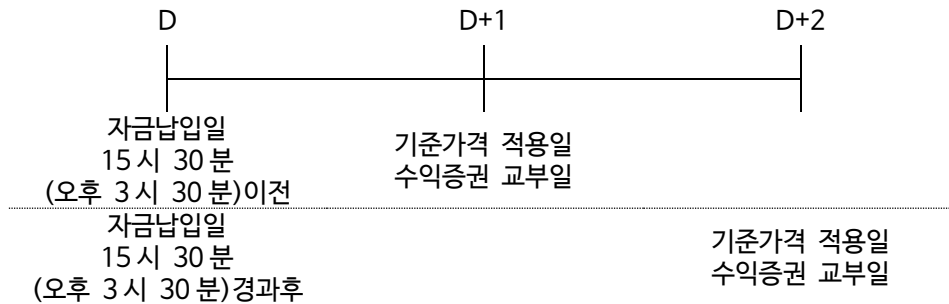 D D+1 D+2
자금납입일
15시 30분
(오후 3시 30분)이전
기준가격 적용일
수익증권 교부일
자금납입일
15시 30분
(오후 3시 30분)경과후
기준가격 적용일
수익증권 교부일